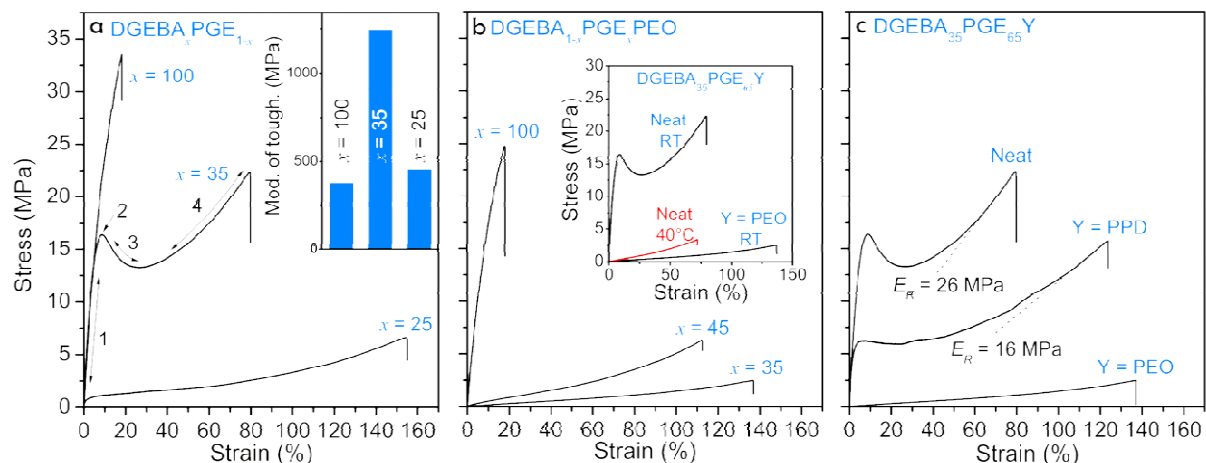 a DGEBAₓPGE₁₋ₓ
Stress (MPa)
35
30
25
20
15
10
5
0
0 20 40 60 80 100 120 140 160
Strain (%)
x = 100
x = 35
x = 25
1
2
3
4
Mod. of tough. (MPa)
1000
500
0
x = 100
x = 35
x = 25
b DGEBA₁₋ₓPGEₓPEO
x = 100
x = 45
x = 35
0 20 40 60 80 100 120 140 160
Strain (%)
DGEBA₃₅PGE₆₅Y
Stress (MPa)
30
25
20
15
10
5
0
0 50 100 150
Strain (%)
Neat
RT
Neat
40°C
Y = PEO
RT
c DGEBA₃₅PGE₆₅Y
Neat
Y = PPD
E_R = 26 MPa
E_R = 16 MPa
Y = PEO
0 20 40 60 80 100 120 140 160
Strain (%)